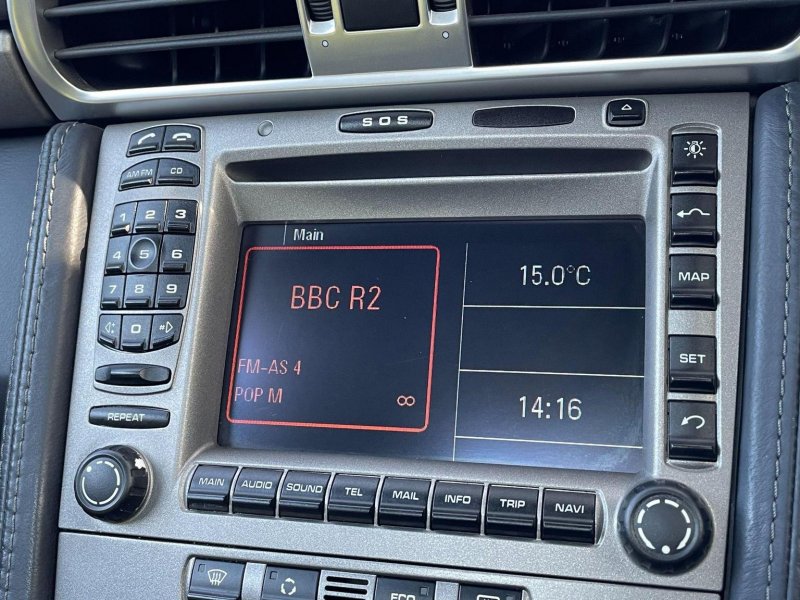 SOS
AM FM CD
1 2 3
4 5 6
7 8 9
0 #
REPEAT
Main
BBC R2
FM-AS 4
POP M
∞
15.0°C
14:16
MAP
SET
MAIN AUDIO SOUND TEL MAIL INFO TRIP NAVI
ECO